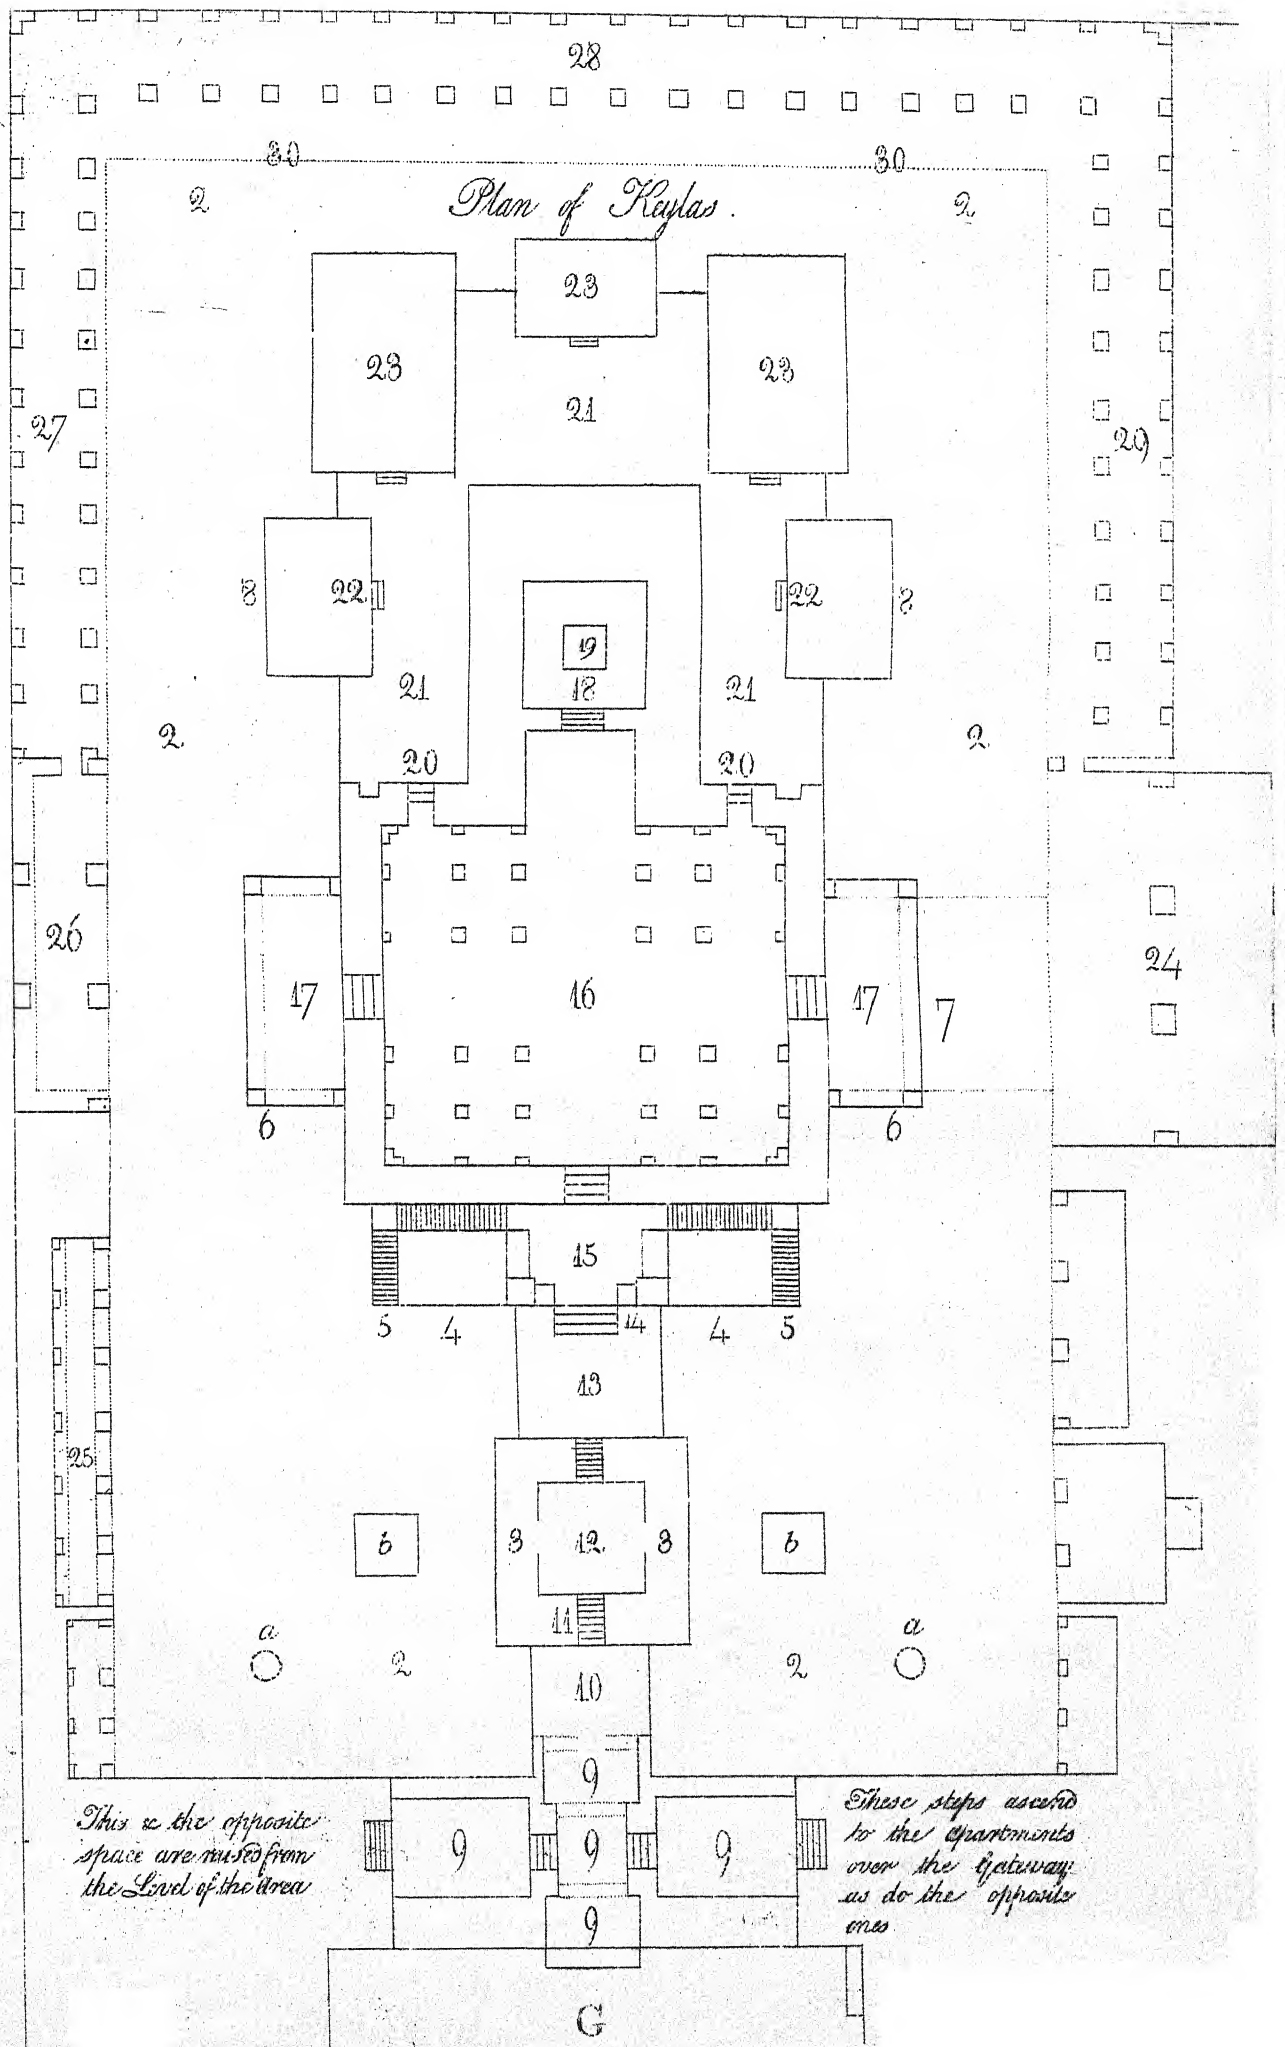 28
30 30
2 Plan of Keylas. 2
23
23 23
21
27 29
8 22 22 8
19
18
21 21
2 2
20 20
26 24
17 16 17 7
6 6
15
5 4 14 4 5
13
25
6 3 12 3 6
11
a a
2 2
10
9
This & the opposite
space are raised from
the Level of the Area
9 9 9
These steps ascend
to the apartments
over the Gateway
as do the opposite
ones
9
G